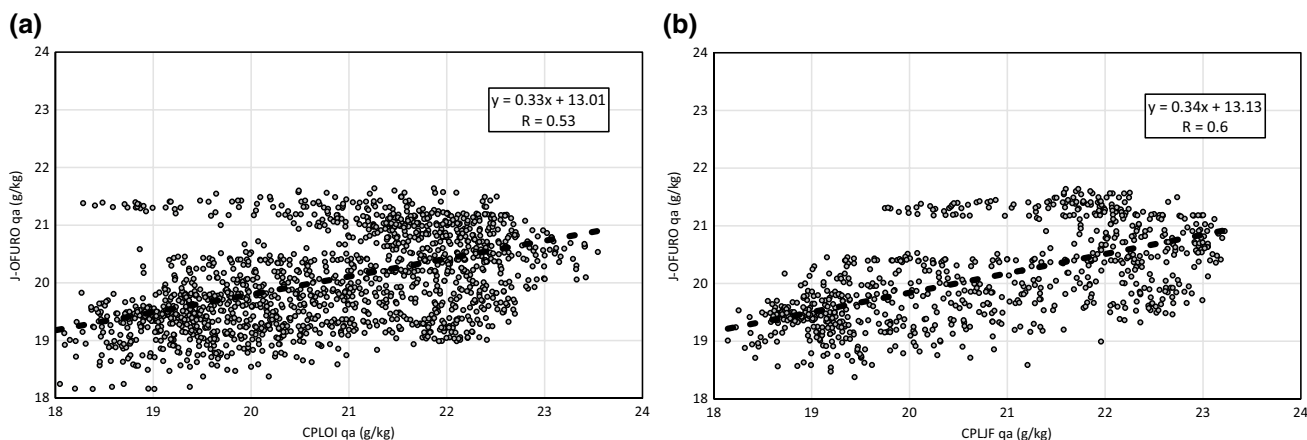 (a)
24
23
22
21
20
19
18
J-OFURO qa (g/kg)
y = 0.33x + 13.01
R = 0.53
18 19 20 21 22 23 24
CPLOI qa (g/kg)
(b)
24
23
22
21
20
19
18
J-OFURO qa (g/kg)
y = 0.34x + 13.13
R = 0.6
18 19 20 21 22 23 24
CPLJF qa (g/kg)